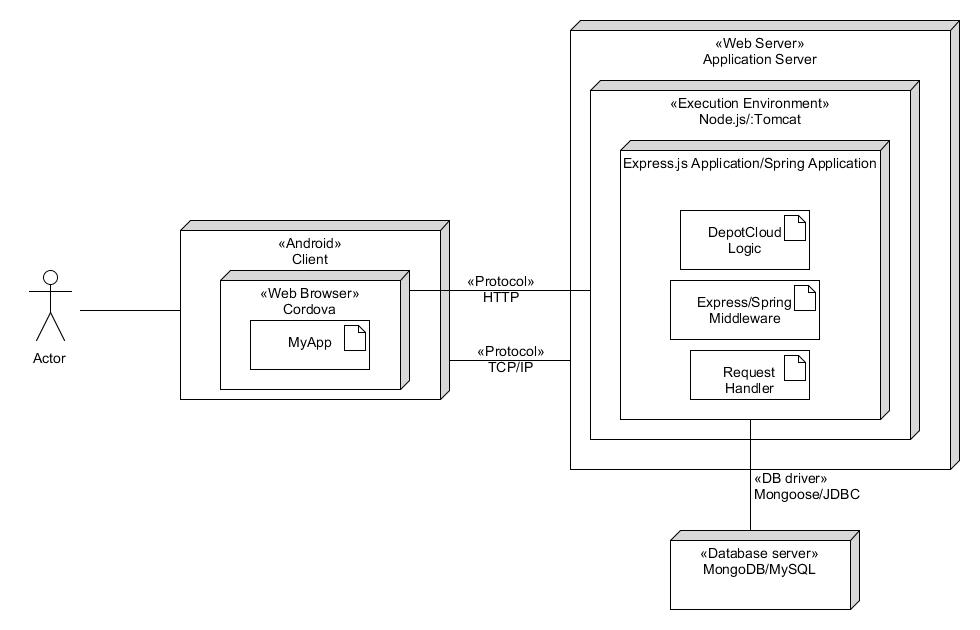 «Web Server»
Application Server
«Execution Environment»
Node.js/:Tomcat
Express.js Application/Spring Application
DepotCloud
Logic
Express/Spring
Middleware
Request
Handler
«Android»
Client
«Web Browser»
Cordova
MyApp
«Protocol»
HTTP
«Protocol»
TCP/IP
Actor
«DB driver»
Mongoose/JDBC
«Database server»
MongoDB/MySQL